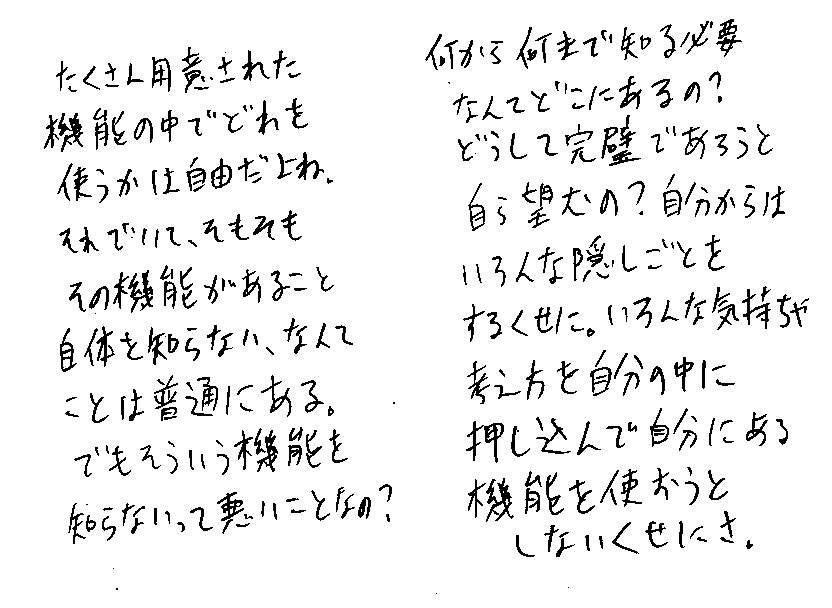 たくさん用意された
機能の中でどれを
使うかは自由だよね。
それでいて、そもそも
その機能があること
自体を知らない、なんて
ことは普通にある。
でもそういう機能を
知らないって悪いことなの？
何から何まで知る必要
なんてどこにあるの？
どうして完璧であろうと
自ら望むの？自分からは
いろんな隠しごとを
するくせに。いろんな気持ちや
考え方を自分の中に
押し込んで自分にある
機能を使おうと
しないくせにさ。